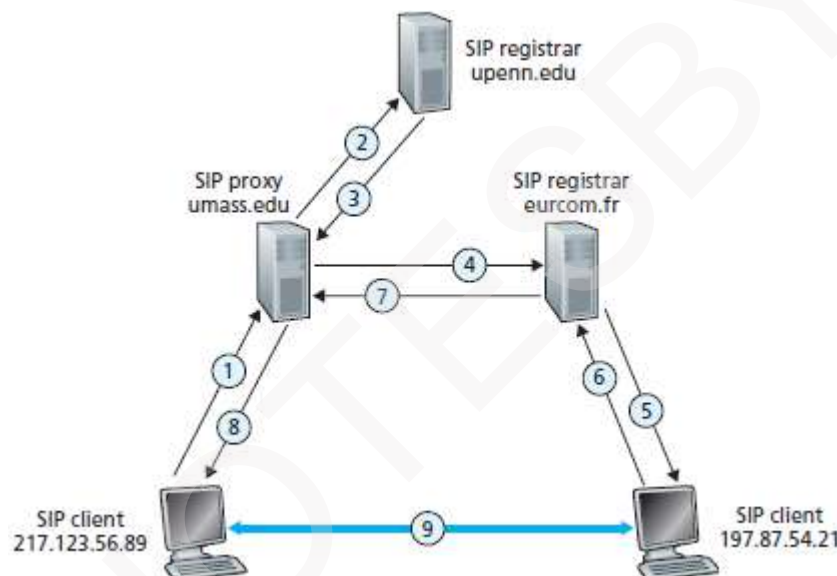 SIP registrar
upenn.edu
2
3
SIP proxy
umass.edu
SIP registrar
eurcom.fr
4
7
1
8
6
5
SIP client
217.123.56.89
9
SIP client
197.87.54.21
OTESBY